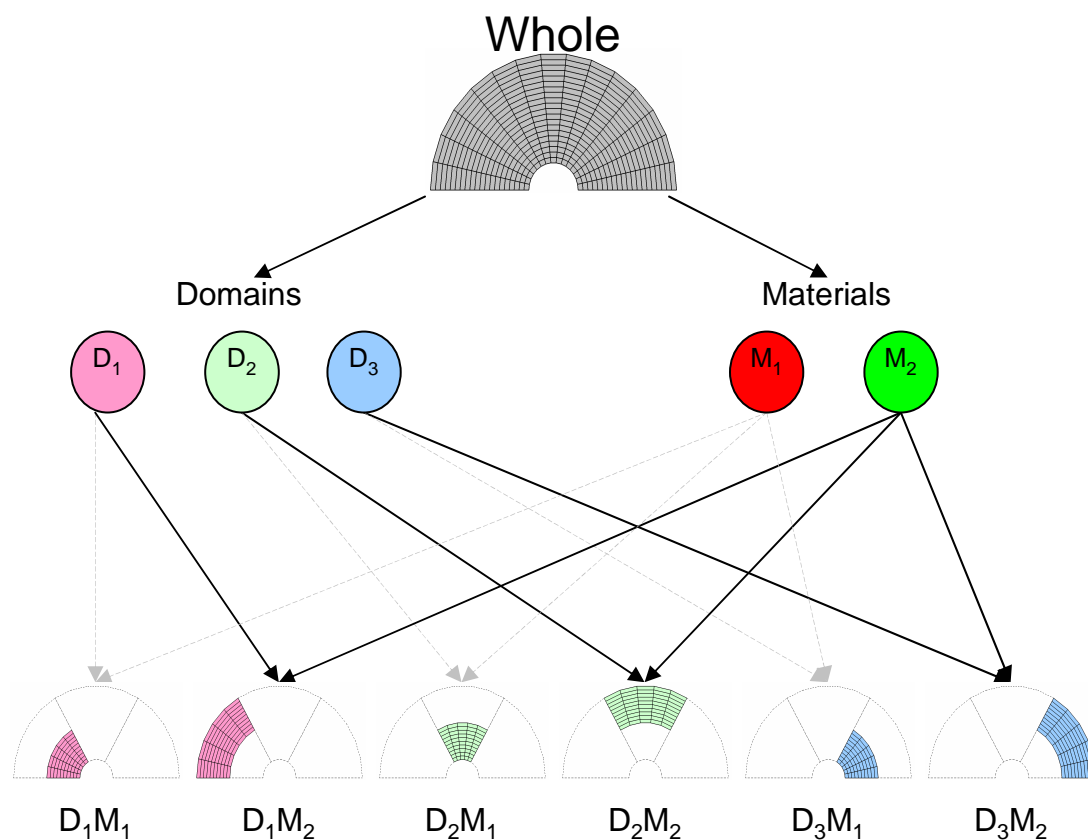 Whole
Domains Materials
D₁ D₂ D₃ M₁ M₂
D₁M₁ D₁M₂ D₂M₁ D₂M₂ D₃M₁ D₃M₂